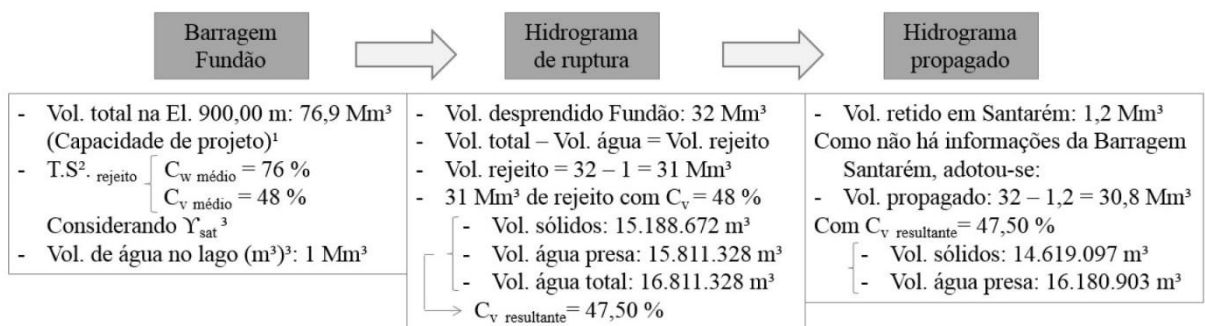 Barragem
Fundão
Hidrograma
de ruptura
Hidrograma
propagado
- Vol. total na El. 900,00 m: 76,9 Mm³
(Capacidade de projeto)¹
- T.S². rejeito C w médio = 76 %
C v médio = 48 %
Considerando ϒsat ³
- Vol. de água no lago (m³)³: 1 Mm³
- Vol. desprendido Fundão: 32 Mm³
- Vol. total – Vol. água = Vol. rejeito
- Vol. rejeito = 32 – 1 = 31 Mm³
- 31 Mm³ de rejeito com Cv = 48 %
- Vol. sólidos: 15.188.672 m³
- Vol. água presa: 15.811.328 m³
- Vol. água total: 16.811.328 m³
C v resultante = 47,50 %
- Vol. retido em Santarém: 1,2 Mm³
Como não há informações da Barragem
Santarém, adotou-se:
- Vol. propagado: 32 – 1,2 = 30,8 Mm³
Com C v resultante = 47,50 %
- Vol. sólidos: 14.619.097 m³
- Vol. água presa: 16.180.903 m³